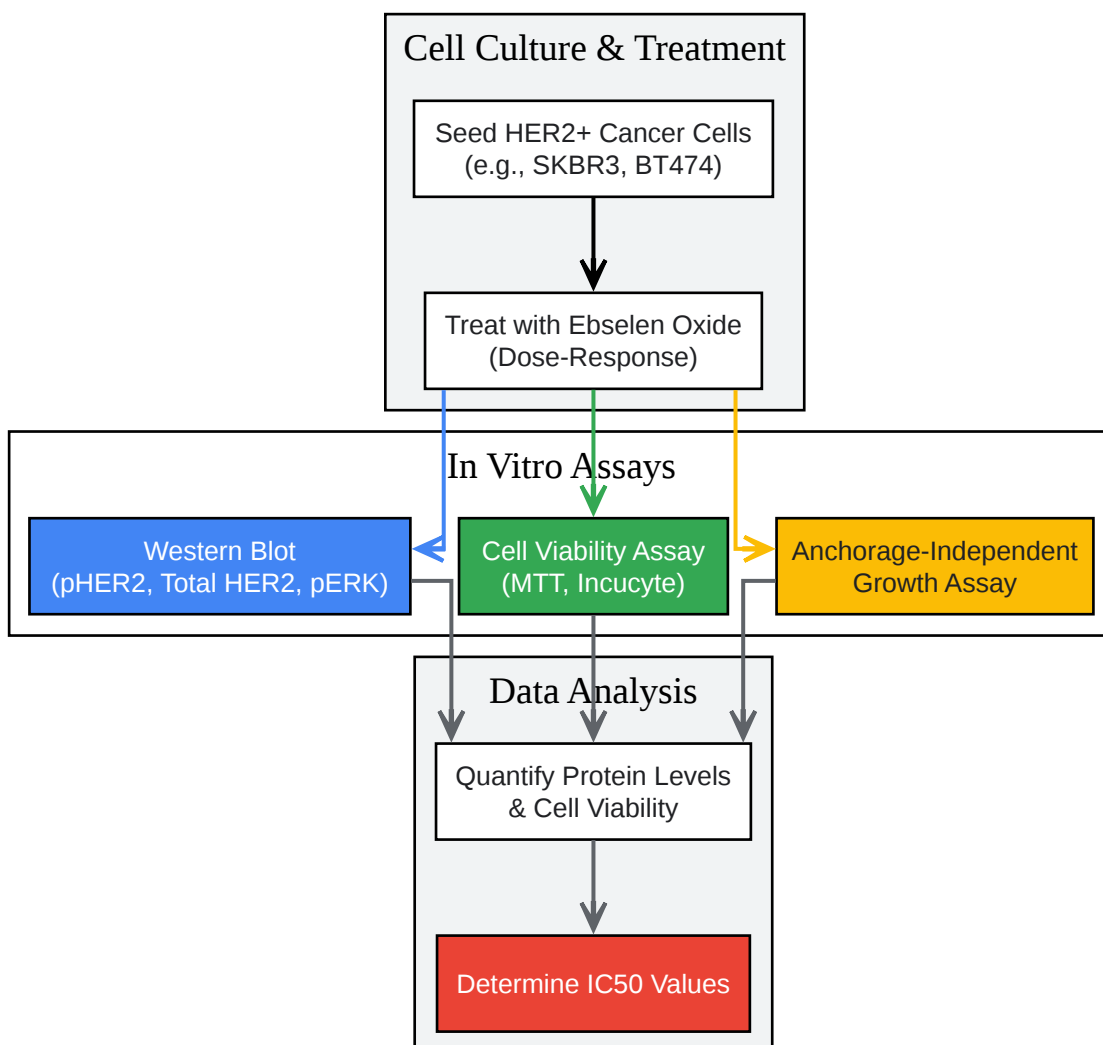 Cell Culture & Treatment
Seed HER2+ Cancer Cells
(e.g., SKBR3, BT474)
Treat with Ebselen Oxide
(Dose-Response)
In Vitro Assays
Western Blot
(pHER2, Total HER2, pERK)
Cell Viability Assay
(MTT, Incucyte)
Anchorage-Independent
Growth Assay
Data Analysis
Quantify Protein Levels
& Cell Viability
Determine IC50 Values